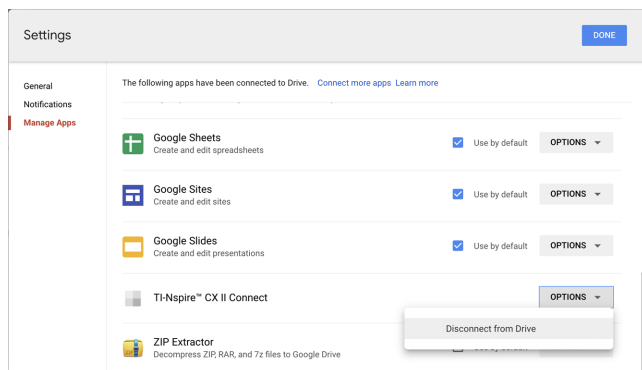 Settings
DONE
General
Notifications
Manage Apps
The following apps have been connected to Drive. Connect more apps Learn more
Google Sheets
Create and edit spreadsheets
Use by default
OPTIONS
Google Sites
Create and edit sites
Use by default
OPTIONS
Google Slides
Create and edit presentations
Use by default
OPTIONS
TI-Nspire™ CX II Connect
OPTIONS
Disconnect from Drive
ZIP Extractor
Decompress ZIP, RAR, and 7z files to Google Drive